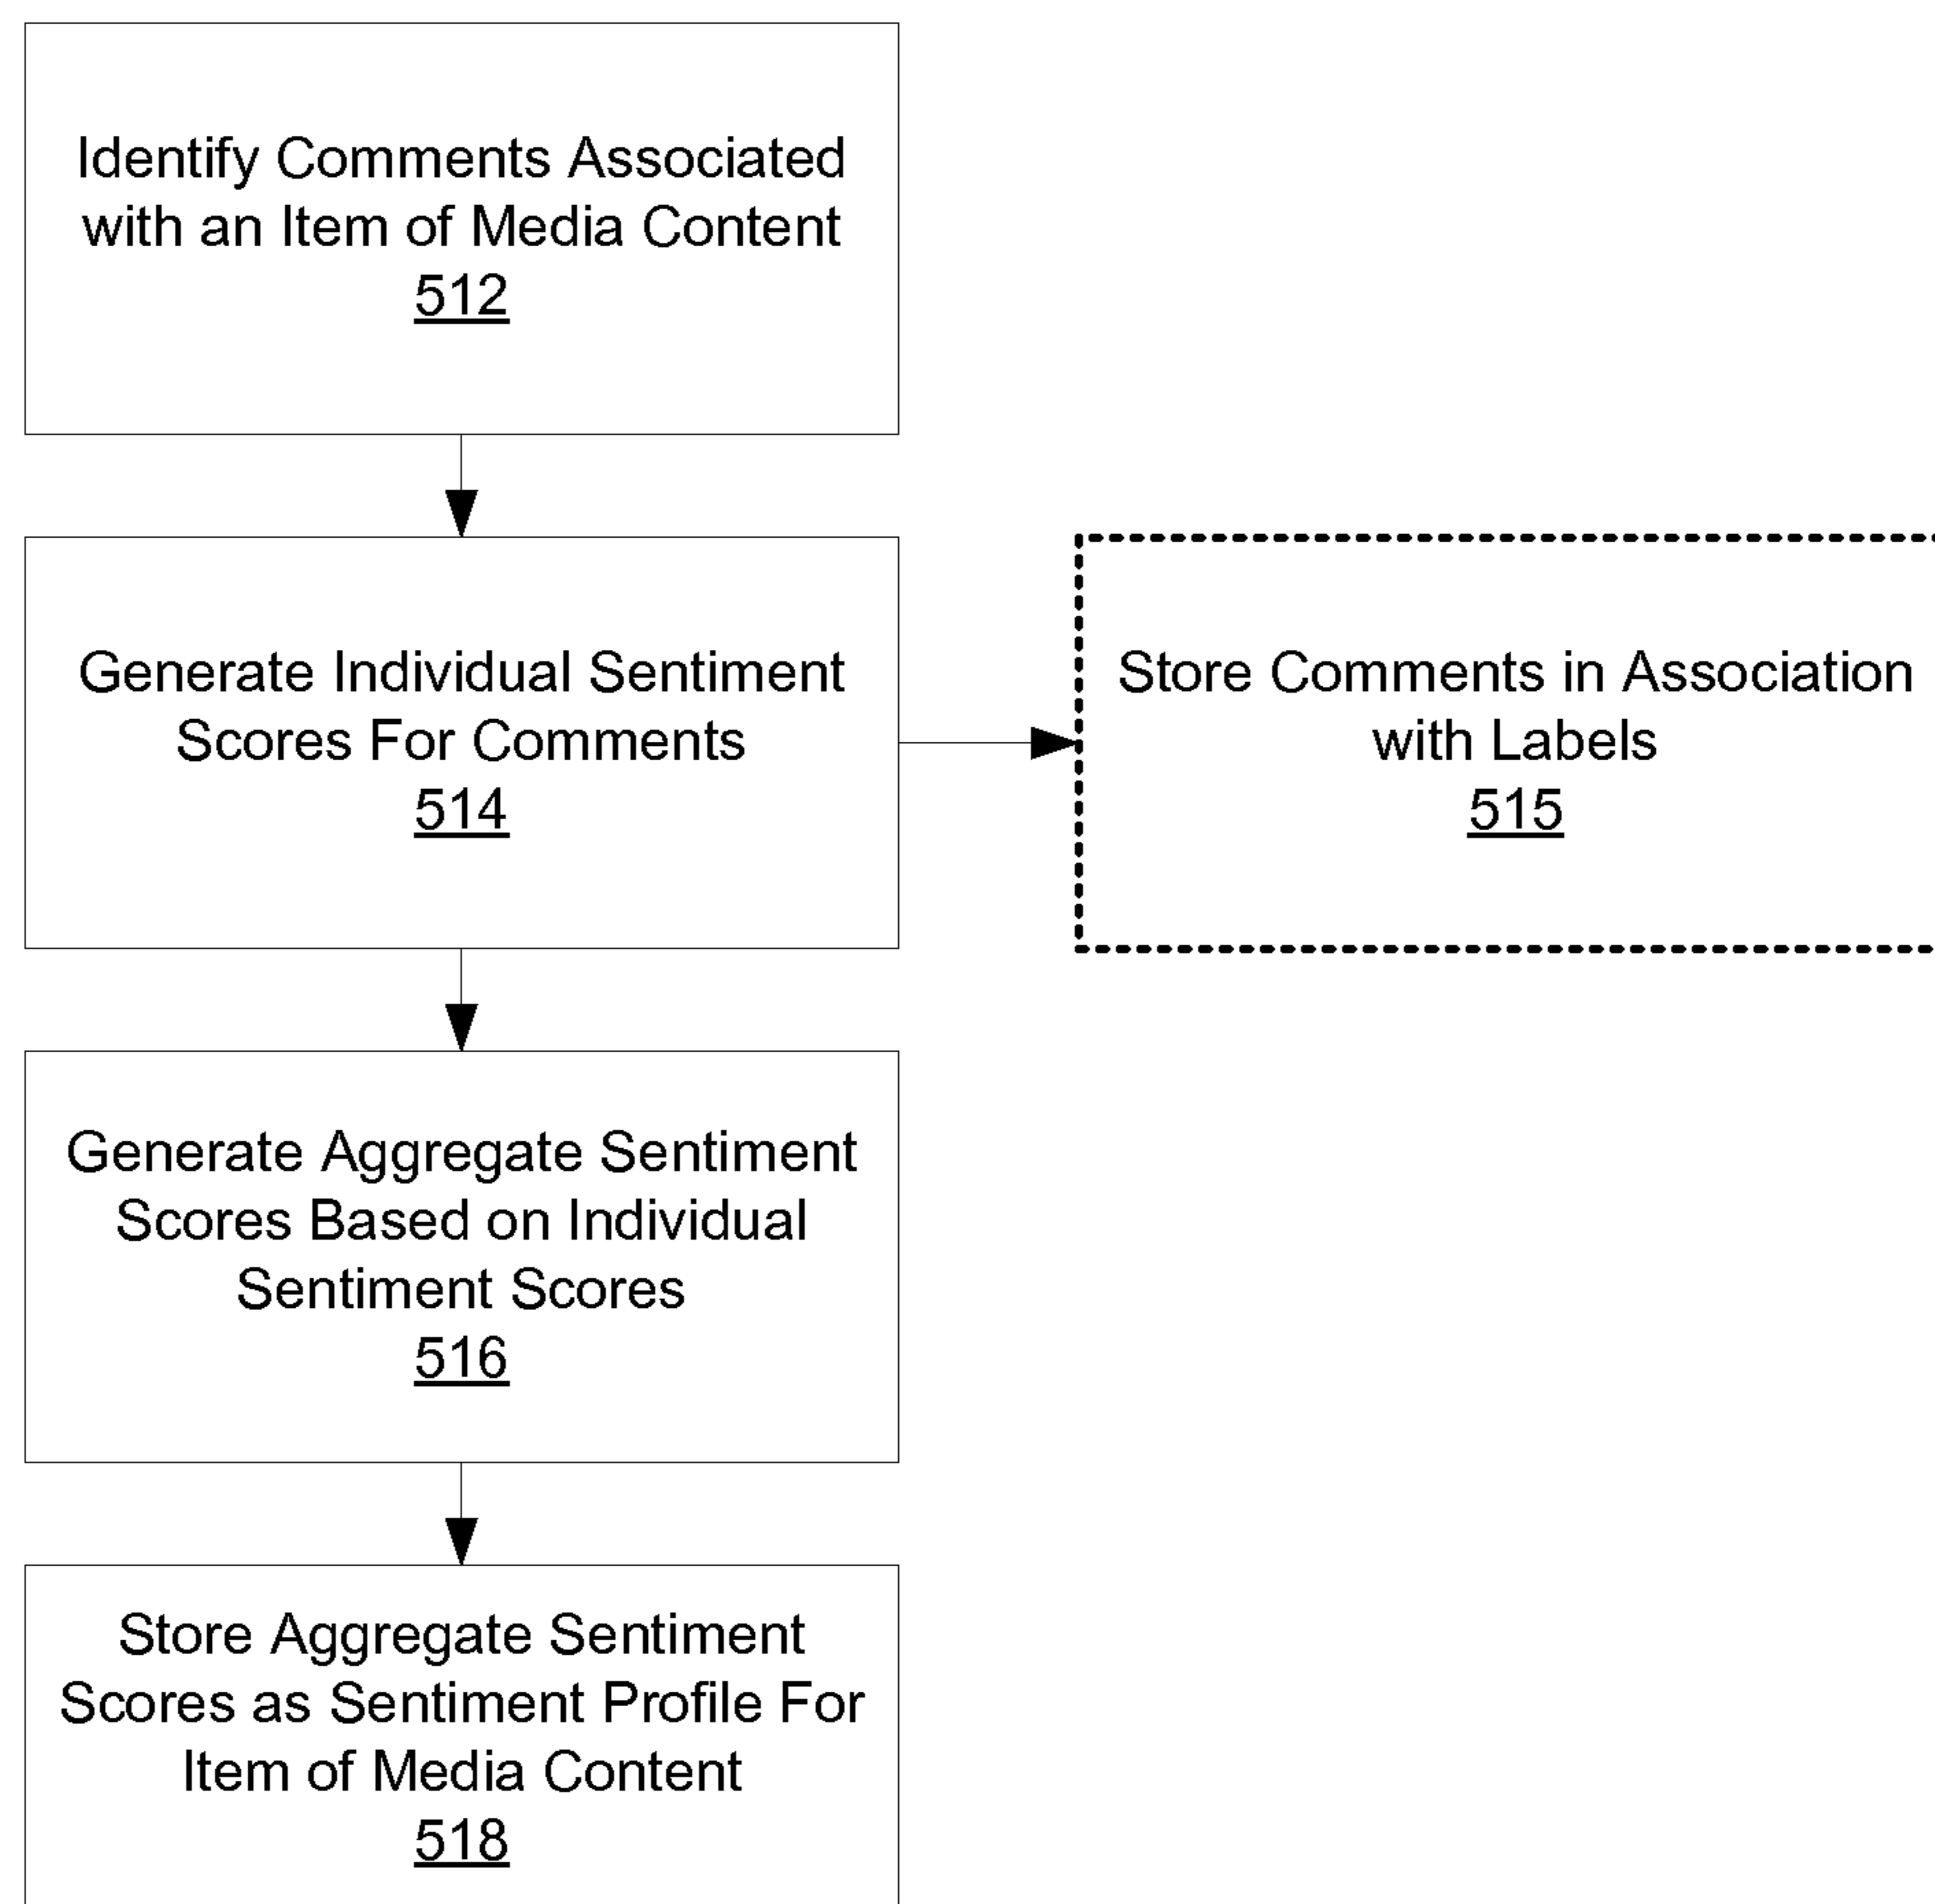 Identify Comments Associated
with an Item of Media Content
512
Generate Individual Sentiment
Scores For Comments
514
Store Comments in Association
with Labels
515
Generate Aggregate Sentiment
Scores Based on Individual
Sentiment Scores
516
Store Aggregate Sentiment
Scores as Sentiment Profile For
Item of Media Content
518